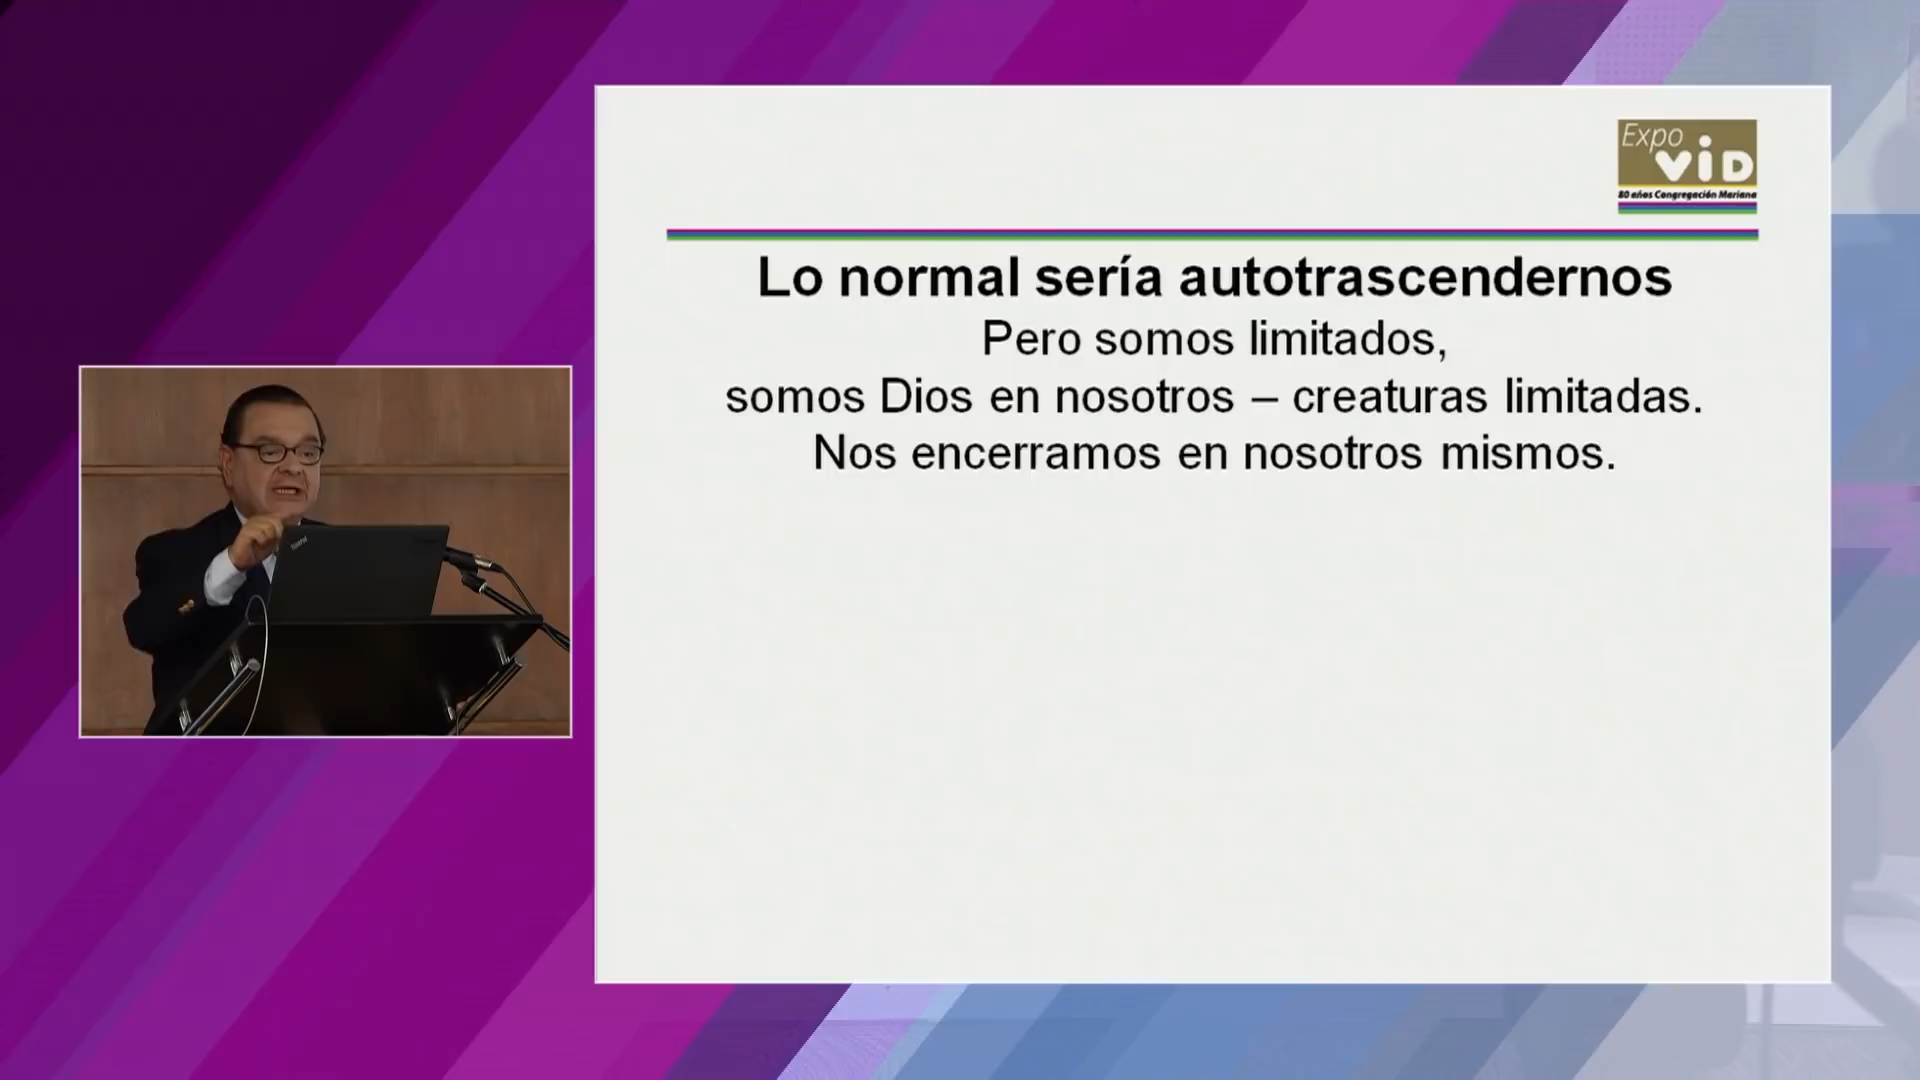 Expo
ViD
80 años Congregación Mariana
Lo normal sería autotrascendernos
Pero somos limitados,
somos Dios en nosotros – creaturas limitadas.
Nos encerramos en nosotros mismos.